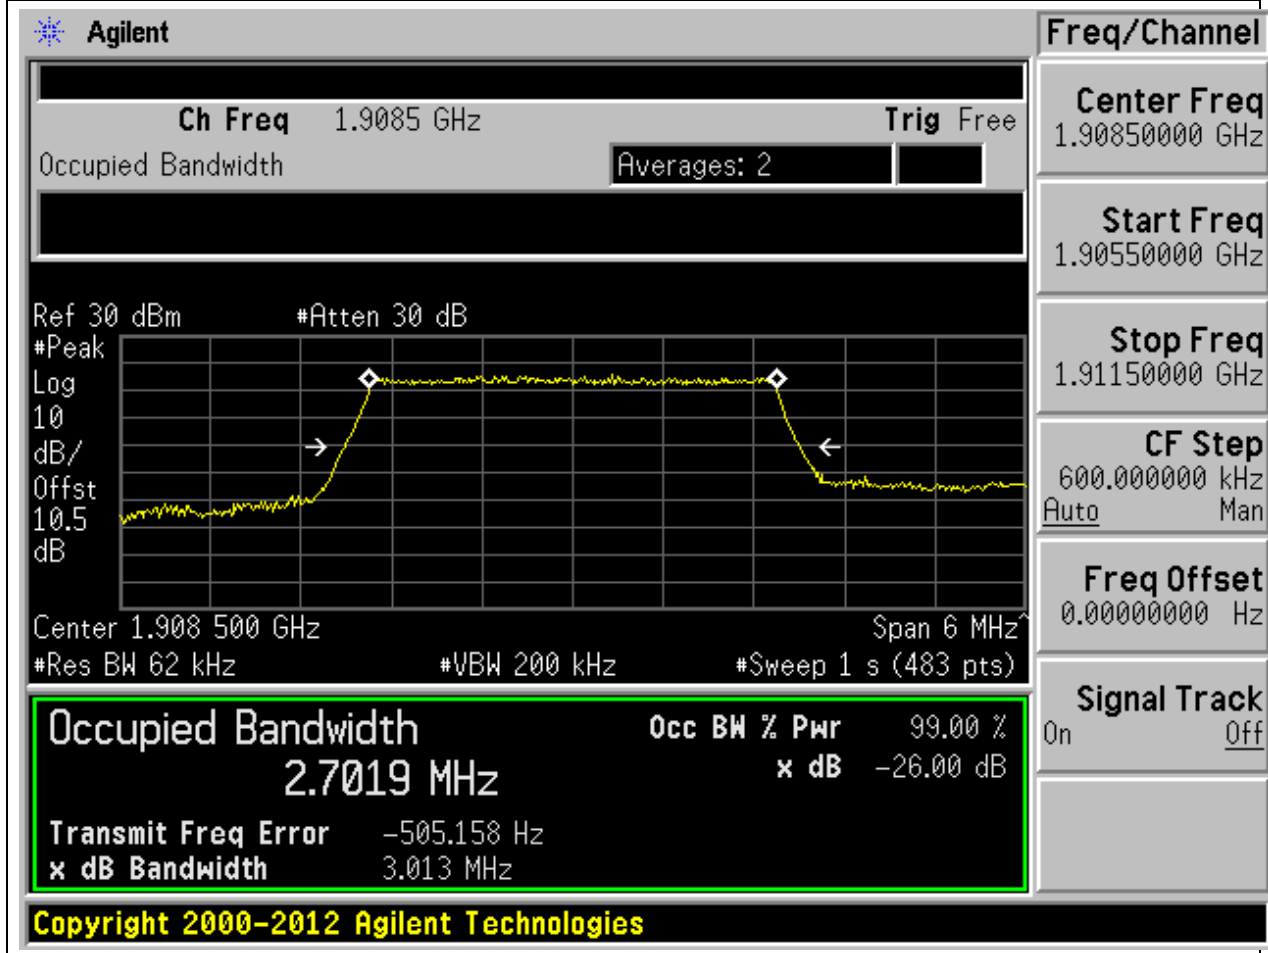 Agilent
Freq/Channel
Ch Freq 1.9085 GHz Trig Free
Occupied Bandwidth Averages: 2
Center Freq
1.90850000 GHz
Start Freq
1.90550000 GHz
Stop Freq
1.91150000 GHz
CF Step
600.000000 kHz
Auto Man
Freq Offset
0.00000000 Hz
Signal Track
On Off
Ref 30 dBm #Atten 30 dB
#Peak
Log
10
dB/
Offst
10.5
dB
Center 1.908 500 GHz Span 6 MHz^
#Res BW 62 kHz #VBW 200 kHz #Sweep 1 s (483 pts)
Occupied Bandwidth Occ BW % Pwr 99.00 %
2.7019 MHz x dB -26.00 dB
Transmit Freq Error -505.158 Hz
x dB Bandwidth 3.013 MHz
Copyright 2000-2012 Agilent Technologies